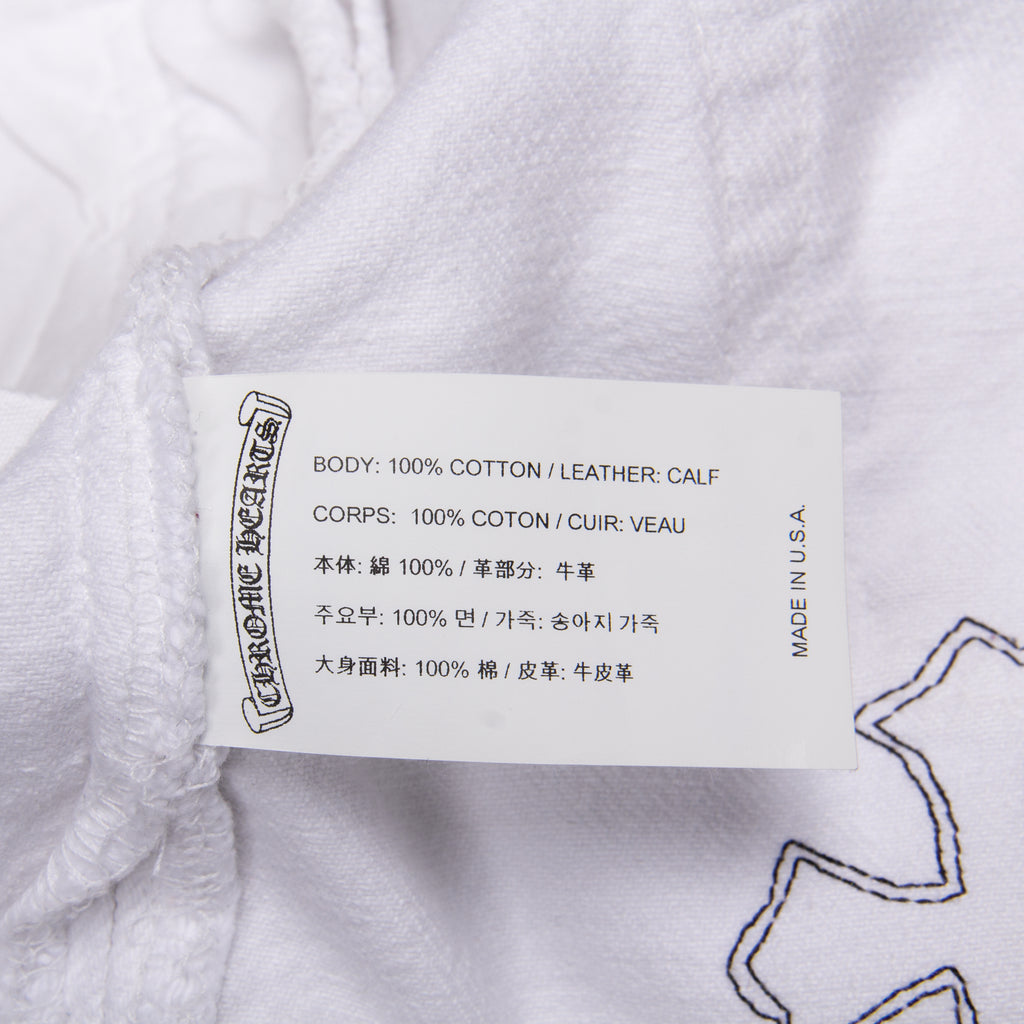 CHROME HEARTS
BODY: 100% COTTON / LEATHER: CALF
CORPS: 100% COTON / CUIR: VEAU
本体: 綿 100% / 革部分: 牛革
주요부: 100% 면 / 가죽: 송아지 가죽
大身面料: 100% 棉 / 皮革: 牛皮革
MADE IN U.S.A.